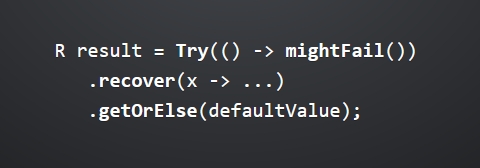 R result = Try(() -> mightFail())
.recover(x -> ...)
.getOrElse(defaultValue);